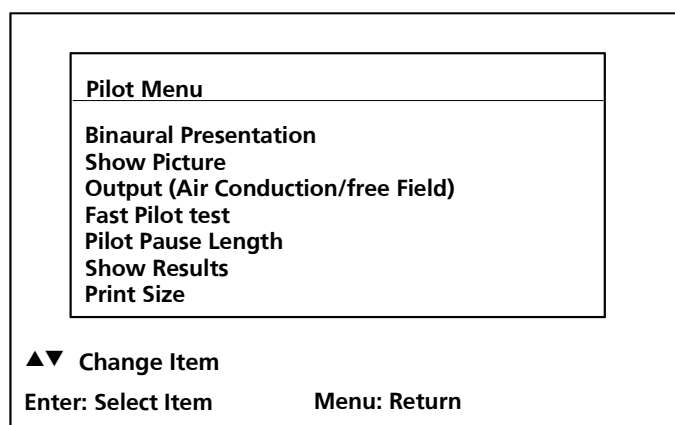 Pilot Menu
Binaural Presentation
Show Picture
Output (Air Conduction/free Field)
Fast Pilot test
Pilot Pause Length
Show Results
Print Size
▲▼ Change Item
Enter: Select Item Menu: Return